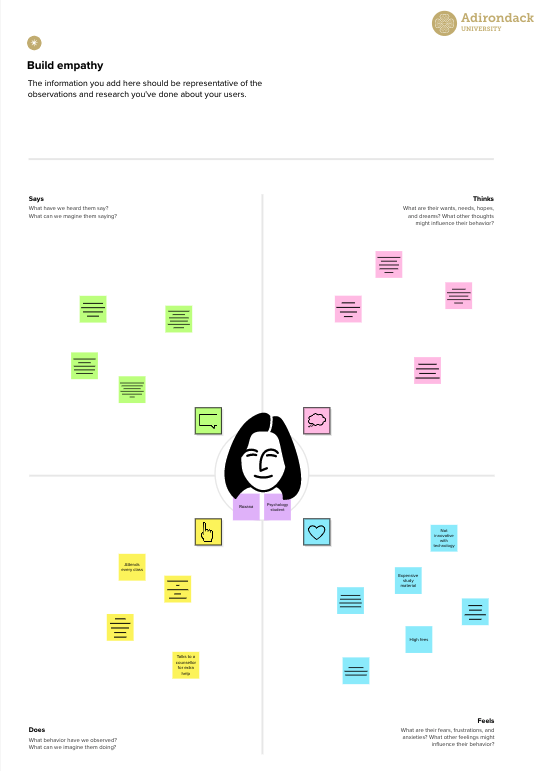 Adirondack
UNIVERSITY
Build empathy
The information you add here should be representative of the
observations and research you've done about your users.
Says
What have we heard them say?
What can we magine them saying?
Thinks
What are their wants, needs, hopes,
and dreams? What other thoughts
might influence their behavior?
Psychology
student
Attends
every class
Talks to a
counsellor
for extra
help
Not
innovative
with
technology
Expensive
study
material
High fees
Does
What behavior have we observed?
What can we imagine them doing?
Feels
What are their fears, frustrations, and
anxieties? What other feelings might
influence their behavior?